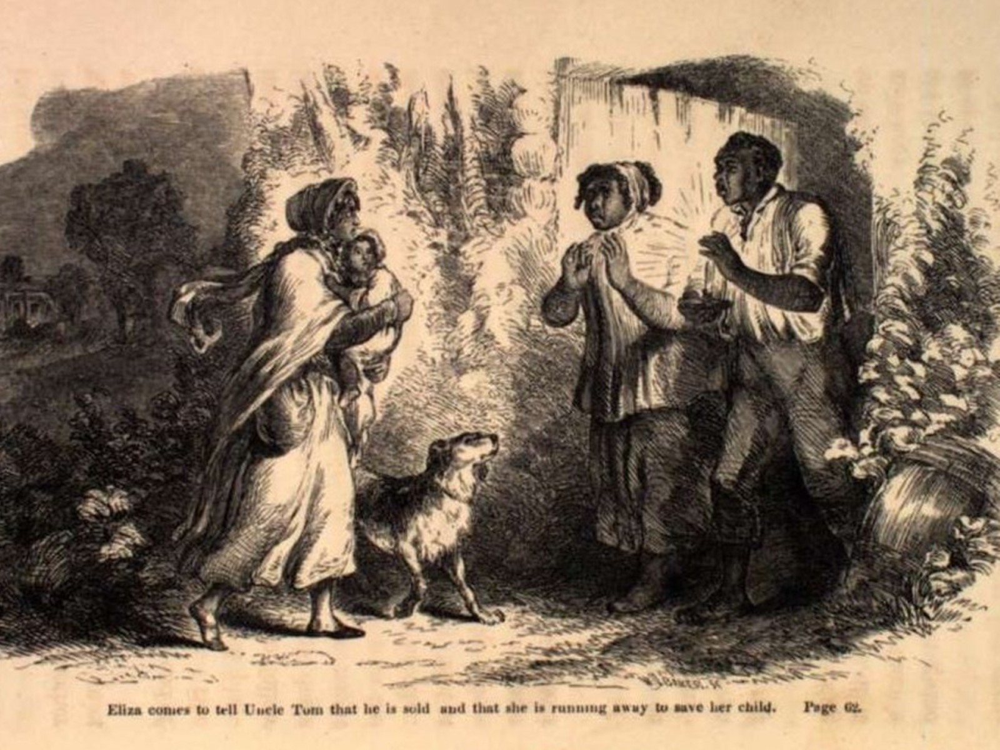 Eliza comes to tell Uncle Tom that he is sold and that she is running away to save her child. Page 62.